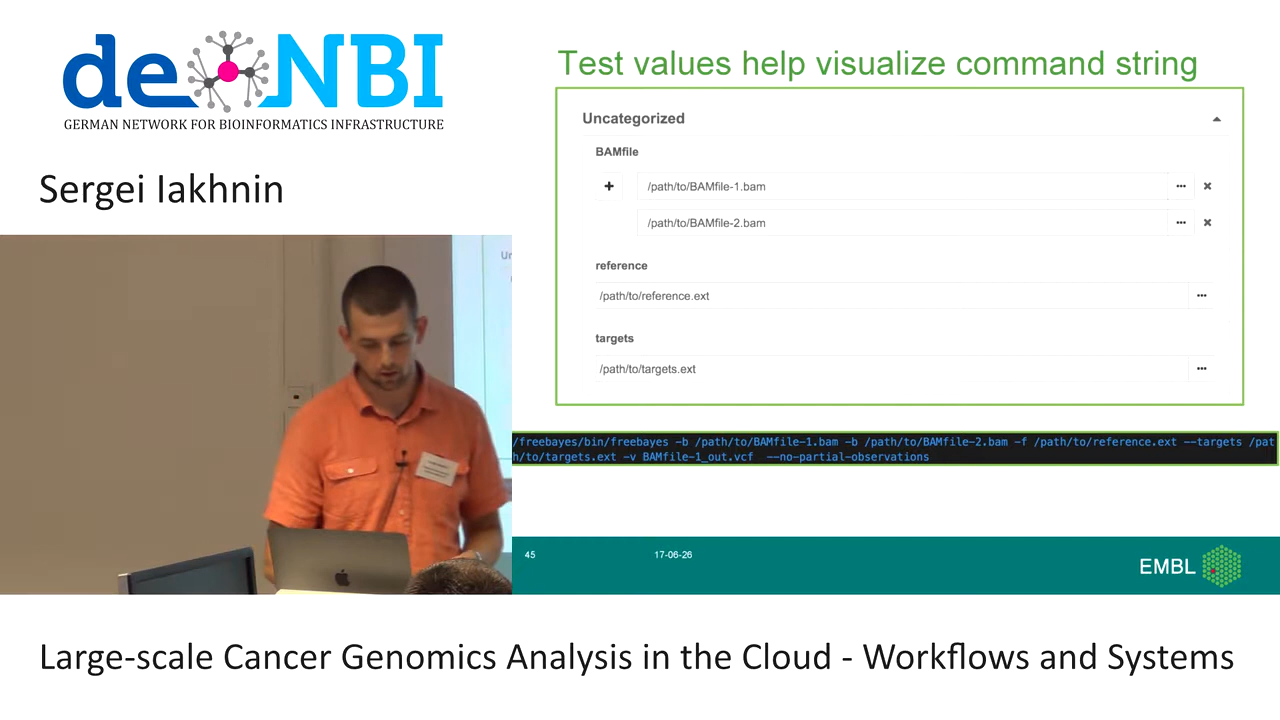 de NBI
GERMAN NETWORK FOR BIOINFORMATICS INFRASTRUCTURE
Sergei Iakhnin
Test values help visualize command string
Uncategorized
BAMfile
/path/to/BAMfile-1.bam
/path/to/BAMfile-2.bam
reference
/path/to/reference.ext
targets
/path/to/targets.ext
/freebayes/bin/freebayes -b /path/to/BAMfile-1.bam -b /path/to/BAMfile-2.bam -f /path/to/reference.ext --targets /pat
h/to/targets.ext -v BAMfile-1_out.vcf --no-partial-observations
45
17-06-26
EMBL
Large-scale Cancer Genomics Analysis in the Cloud - Workflows and Systems